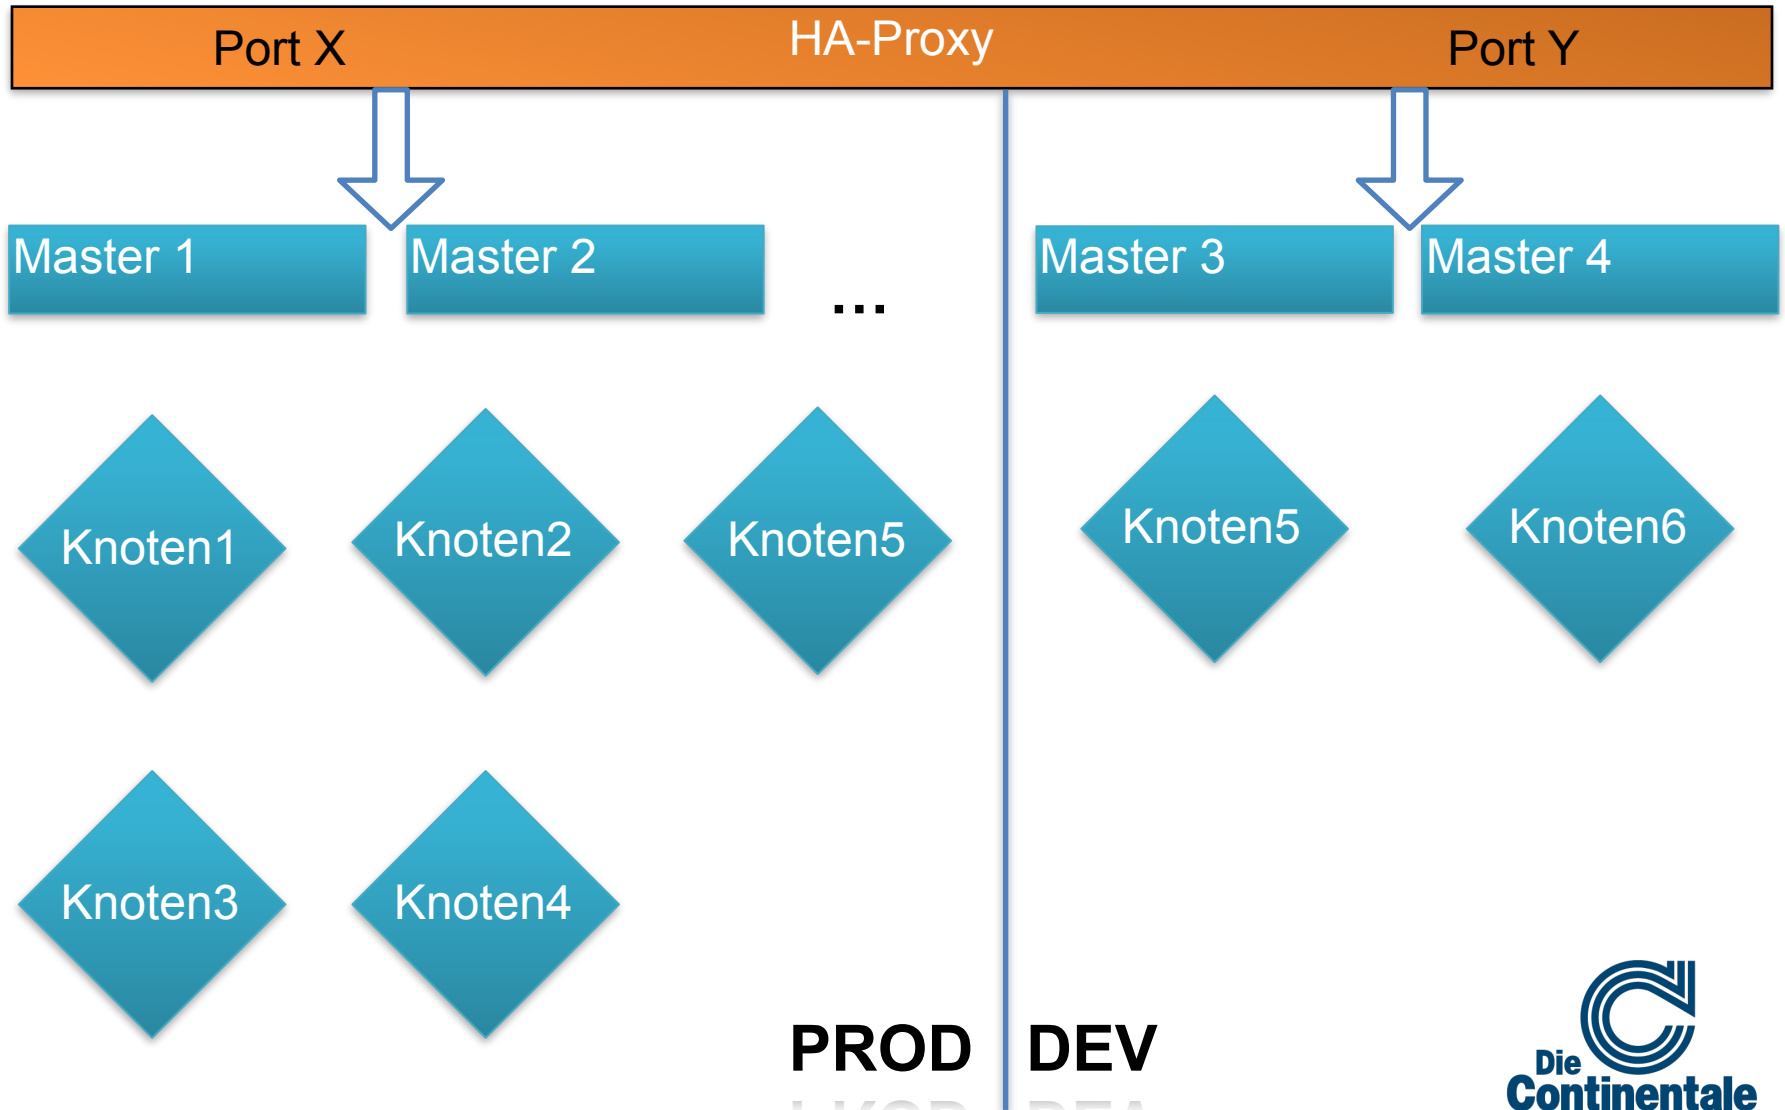 Port X
HA-Proxy
Port Y
Master 1
Master 2
...
Master 3
Master 4
Knoten1
Knoten2
Knoten5
Knoten5
Knoten6
Knoten3
Knoten4
PROD
DEV
Die
Continentale